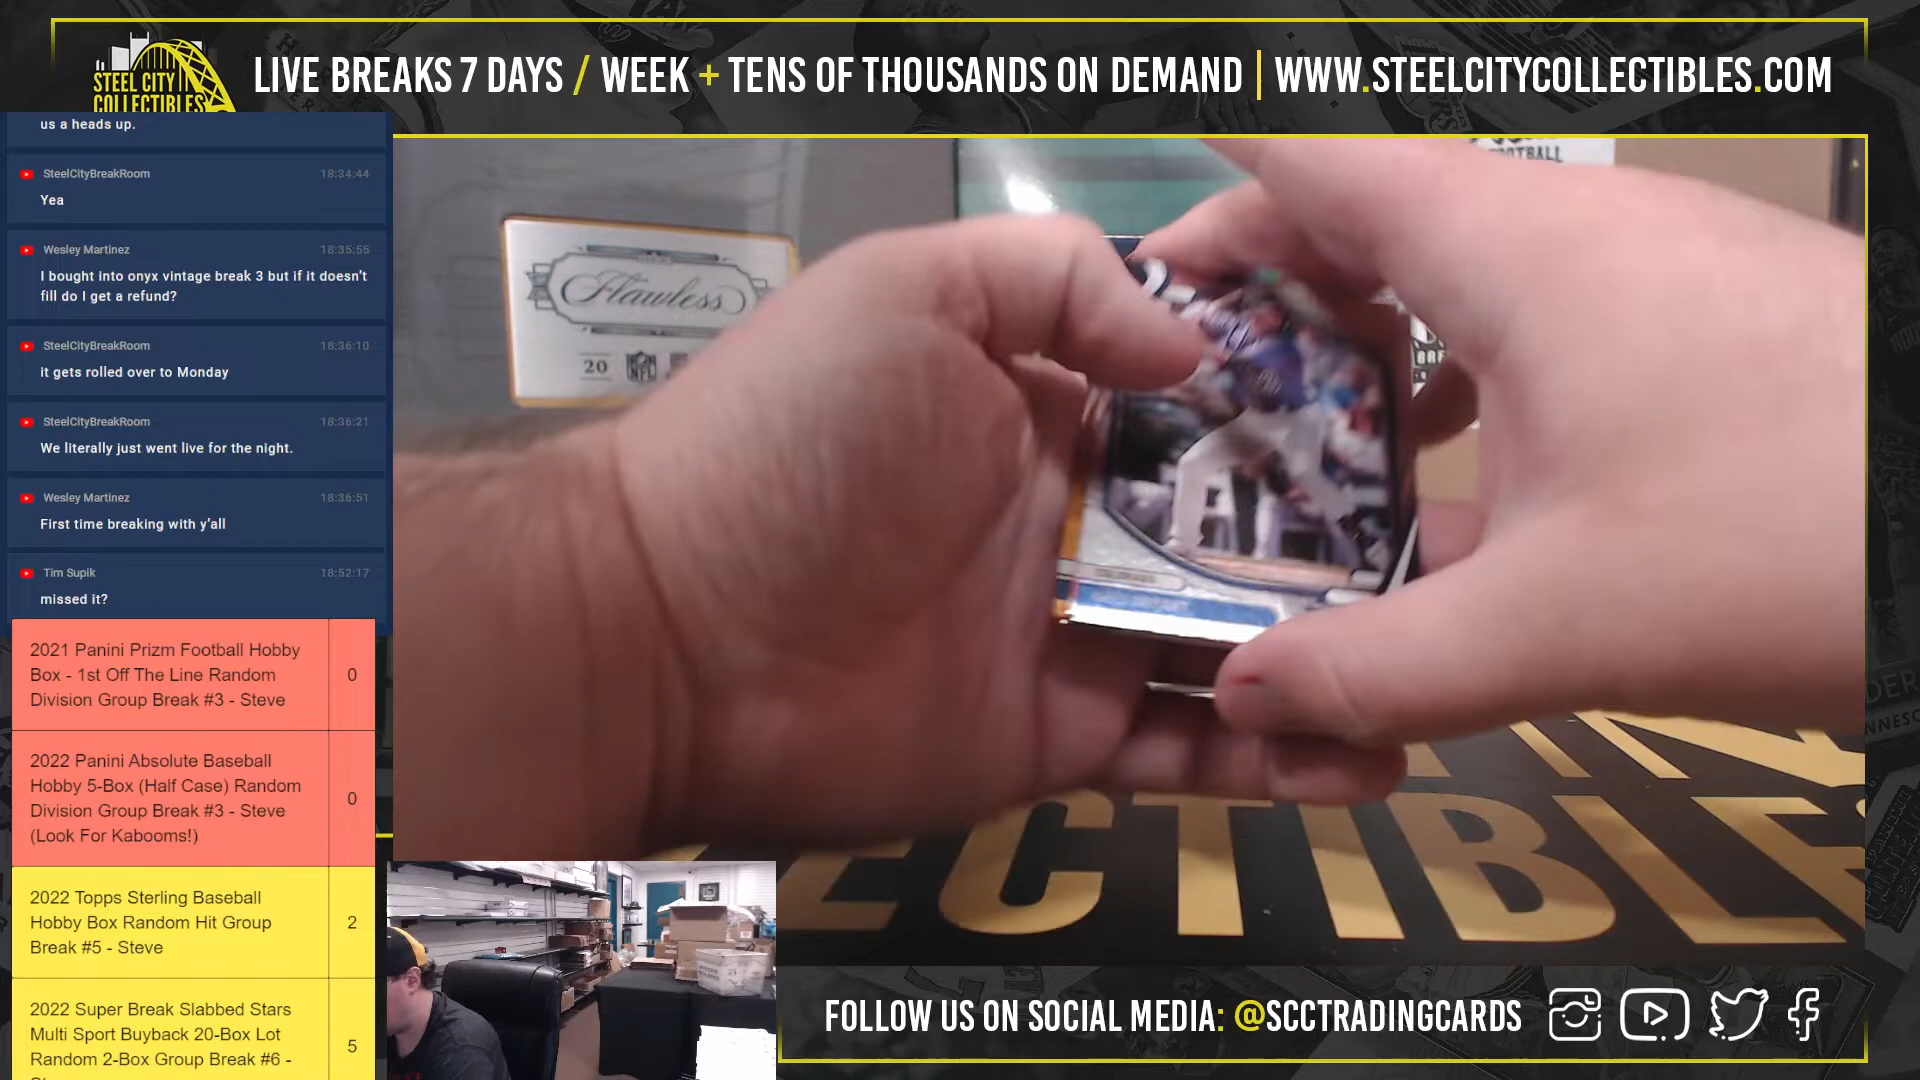 STEEL CITY
COLLECTIBLES
LIVE BREAKS 7 DAYS / WEEK + TENS OF THOUSANDS ON DEMAND | WWW.STEELCITYCOLLECTIBLES.COM
us a heads up.
SteelCityBreakRoom 18:34:44
Yea
Wesley Martinez 18:35:55
I bought into onyx vintage break 3 but if it doesn't
fill do I get a refund?
SteelCityBreakRoom 18:36:10
it gets rolled over to Monday
SteelCityBreakRoom 18:36:21
We literally just went live for the night.
Wesley Martinez 18:36:51
First time breaking with y'all
Tim Supik 18:52:17
missed it?
2021 Panini Prizm Football Hobby
Box - 1st Off The Line Random 0
Division Group Break #3 - Steve
2022 Panini Absolute Baseball
Hobby 5-Box (Half Case) Random
Division Group Break #3 - Steve 0
(Look For Kabooms!)
2022 Topps Sterling Baseball
Hobby Box Random Hit Group 2
Break #5 - Steve
2022 Super Break Slabbed Stars
Multi Sport Buyback 20-Box Lot
Random 2-Box Group Break #6 - 5
Flawless
20 NFL
ECTIBLE
FOLLOW US ON SOCIAL MEDIA: @SCCTRADINGCARDS